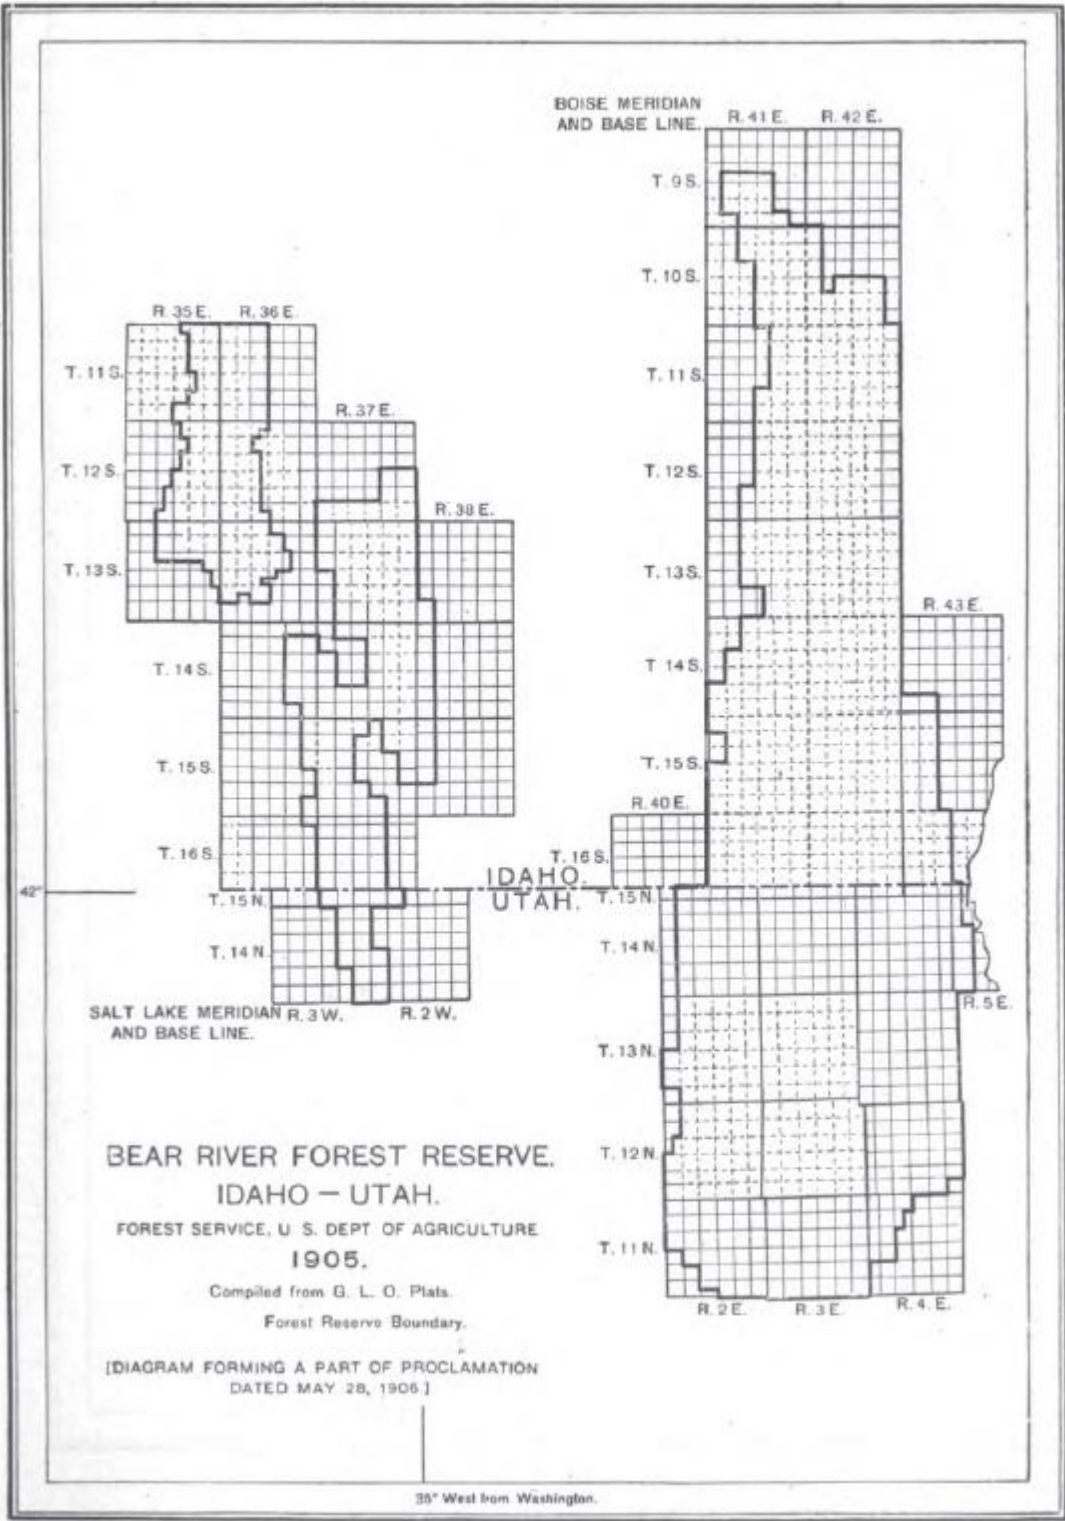 BOISE MERIDIAN
AND BASE LINE.
R. 41 E. R. 42 E.
T. 9 S.
T. 10 S.
T. 11 S.
T. 12 S.
T. 13 S.
R. 43 E.
T 14 S.
T. 15 S.
R. 40 E.
T. 16 S.
R. 35 E. R. 36 E.
T. 11 S.
R. 37 E.
T. 12 S.
R. 38 E.
T. 13 S.
T. 14 S.
T. 15 S.
T. 16 S.
42°
IDAHO.
UTAH.
T. 15 N.
T. 14 N.
SALT LAKE MERIDIAN
AND BASE LINE.
R. 3 W. R. 2 W.
T. 15 N.
T. 14 N.
R. 5 E.
T. 13 N.
T. 12 N.
T. 11 N.
R. 2 E. R. 3 E. R. 4. E.
BEAR RIVER FOREST RESERVE.
IDAHO – UTAH.
FOREST SERVICE, U S. DEPT OF AGRICULTURE
1905.
Compiled from G. L. O. Plats.
Forest Reserve Boundary.
[DIAGRAM FORMING A PART OF PROCLAMATION
DATED MAY 28, 1906.]
35° West from Washington.